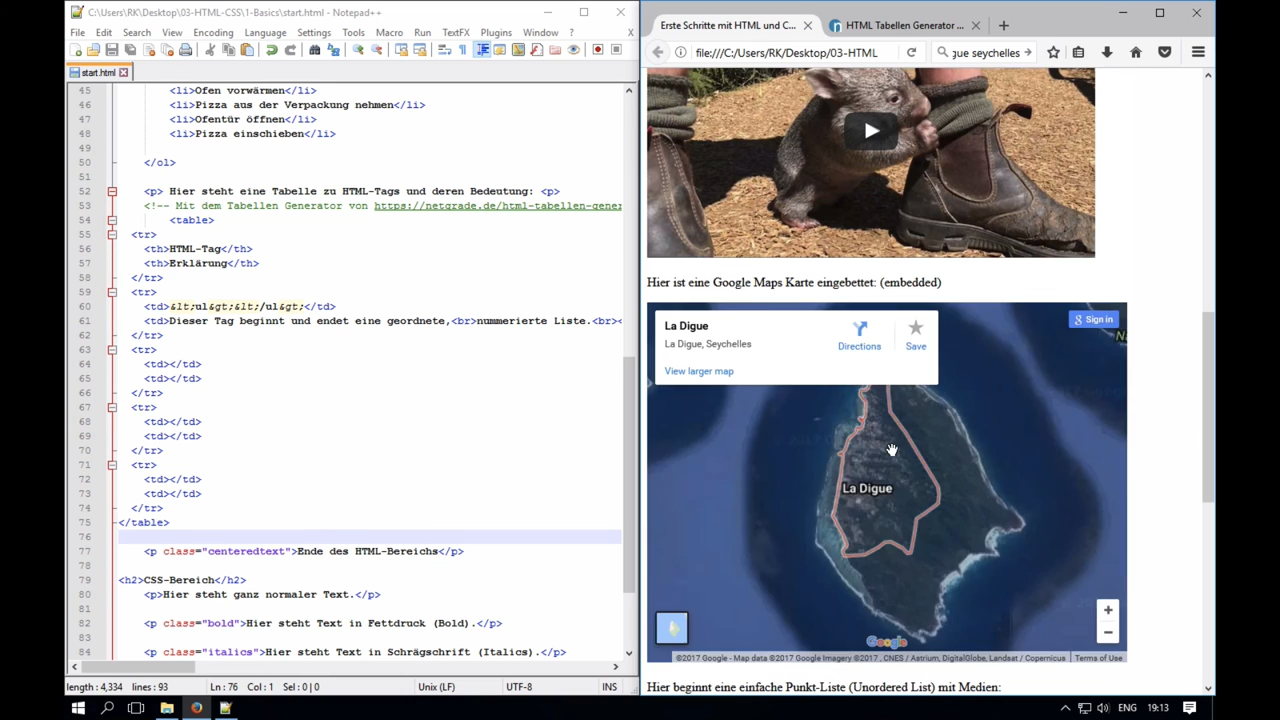 C:\Users\RK\Desktop\03-HTML-CSS\1-Basics\start.html - Notepad++
File Edit Search View Encoding Language Settings Tools Macro Run TextFX Plugins Window ? X
start.html
45 <li>Ofen vorwärmen</li>
46 <li>Pizza aus der Verpackung nehmen</li>
47 <li>Ofentür öffnen</li>
48 <li>Pizza einschieben</li>
49
50 </ol>
51
52 <p> Hier steht eine Tabelle zu HTML-Tags und deren Bedeutung: <p>
53 <!-- Mit dem Tabellen Generator von https://netgrade.de/html-tabellen-gene
54 <table>
55 <tr>
56 <th>HTML-Tag</th>
57 <th>Erklärung</th>
58 </tr>
59 <tr>
60 <td>&lt;ul&gt;&lt;/ul&gt;</td>
61 <td>Dieser Tag beginnt und endet eine geordnete,<br>nummerierte Liste.<br><
62 </tr>
63 <tr>
64 <td></td>
65 <td></td>
66 </tr>
67 <tr>
68 <td></td>
69 <td></td>
70 </tr>
71 <tr>
72 <td></td>
73 <td></td>
74 </tr>
75 </table>
76
77 <p class="centeredtext">Ende des HTML-Bereichs</p>
78
79 <h2>CSS-Bereich</h2>
80 <p>Hier steht ganz normaler Text.</p>
81
82 <p class="bold">Hier steht Text in Fettdruck (Bold).</p>
83
84 <p class="italics">Hier steht Text in Schrägschrift (Italics).</p>
length : 4,334 lines : 93 Ln : 76 Col : 1 Sel : 0 | 0 Unix (LF) UTF-8 INS
Erste Schritte mit HTML und C... HTML Tabellen Generator ...
file:///C:/Users/RK/Desktop/03-HTML
gue seychelles
Hier ist eine Google Maps Karte eingebettet: (embedded)
La Digue
La Digue, Seychelles
Directions
Save
View larger map
Sign in
La Digue
Google
©2017 Google - Map data ©2017 Google Imagery ©2017 , CNES / Astrium, DigitalGlobe, Landsat / Copernicus Terms of Use
Hier beginnt eine einfache Punkt-Liste (Unordered List) mit Medien:
ENG 19:13